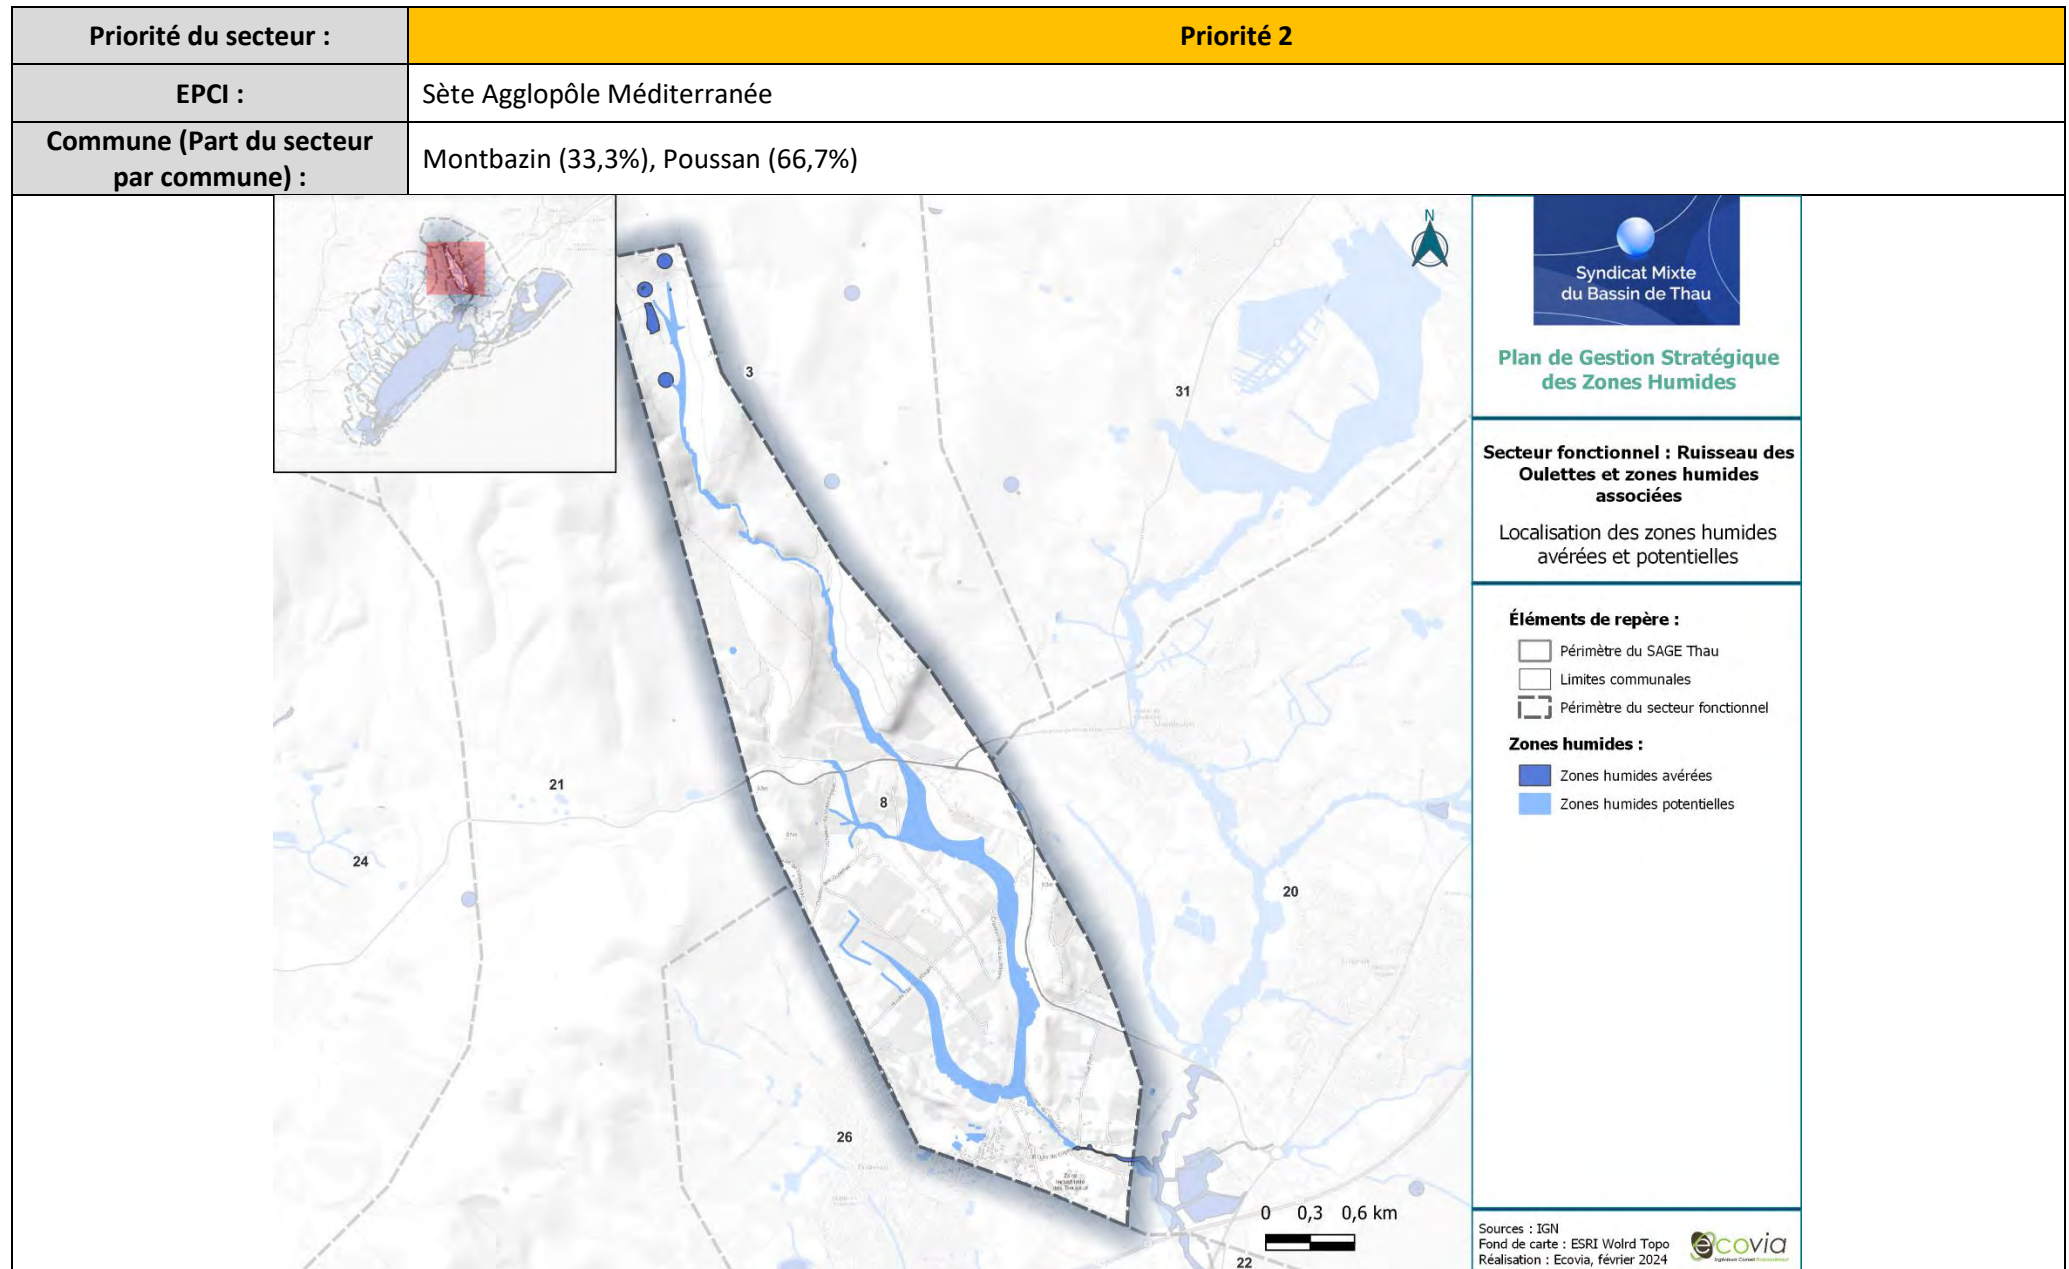 Priorité du secteur :
Priorité 2
EPCI :
Sète Agglopôle Méditerranée
Commune (Part du secteur
par commune) :
Montbazin (33,3%), Poussan (66,7%)
N
3
31
21
8
24
20
26
22
Zone
Industrielle
0 0,3 0,6 km
Syndicat Mixte
du Bassin de Thau
Plan de Gestion Stratégique
des Zones Humides
Secteur fonctionnel : Ruisseau des
Oulettes et zones humides
associées
Localisation des zones humides
avérées et potentielles
Éléments de repère :
Périmètre du SAGE Thau
Limites communales
Périmètre du secteur fonctionnel
Zones humides :
Zones humides avérées
Zones humides potentielles
Sources : IGN
Fond de carte : ESRI Wolrd Topo
Réalisation : Ecovia, février 2024
ecovia